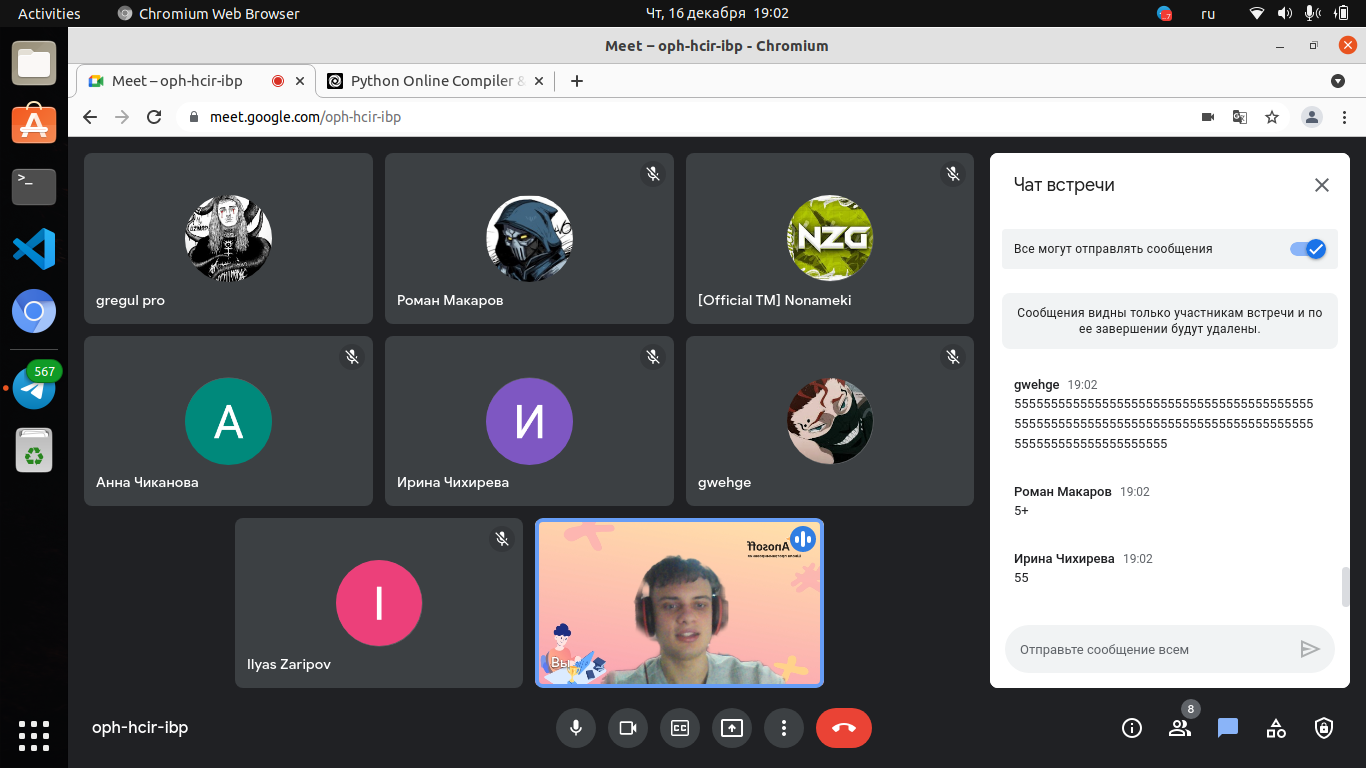 Activities
Chromium Web Browser
Чт, 16 декабря 19:02
ru
Meet – oph-hcir-ibp - Chromium
Meet – oph-hcir-ibp
Python Online Compiler &
meet.google.com/oph-hcir-ibp
567
gregul pro
Роман Макаров
NZG
[Official TM] Nonameki
А
Анна Чиканова
И
Ирина Чихирева
gwehge
I
Ilyas Zaripov
Anosoff
Вы
Чат встречи
Все могут отправлять сообщения
Сообщения видны только участникам встречи и по
ее завершении будут удалены.
gwehge 19:02
55555555555555555555555555555555555555555
55555555555555555555555555555555555555555
555555555555555555555
Роман Макаров 19:02
5+
Ирина Чихирева 19:02
55
Отправьте сообщение всем
oph-hcir-ibp
8